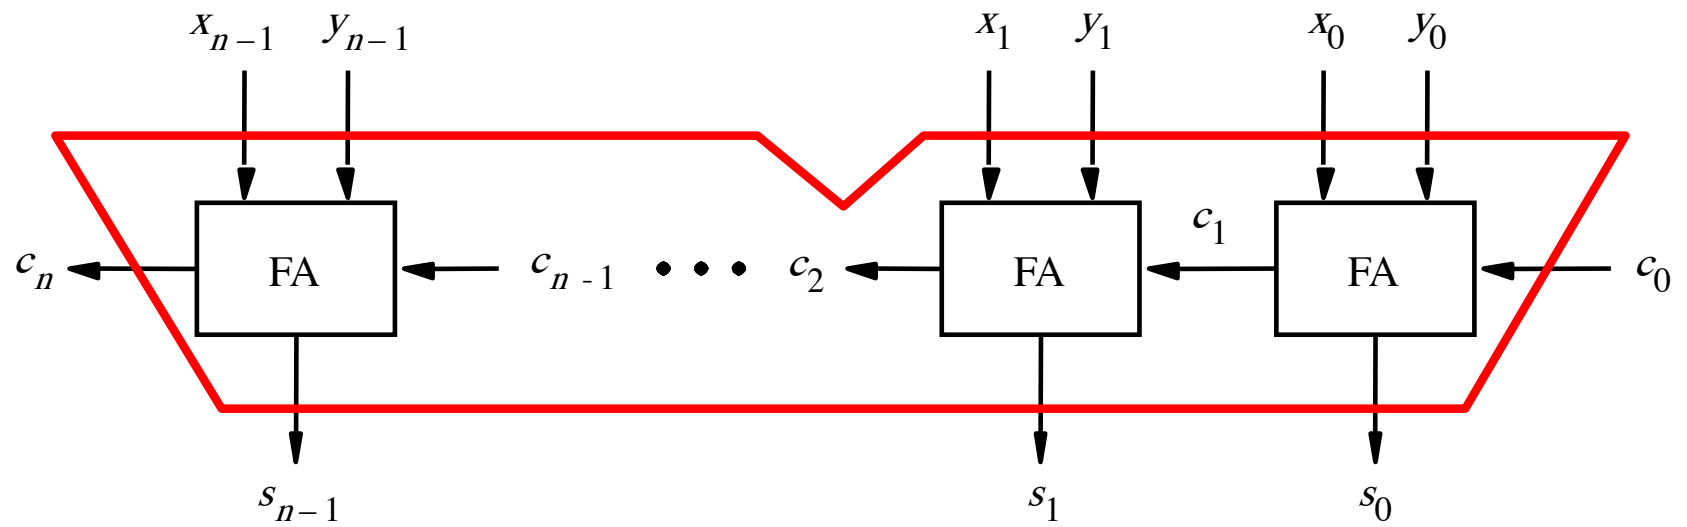 x_{n-1} y_{n-1} x_1 y_1 x_0 y_0
c_1
c_n FA c_{n-1} ••• c_2 FA FA c_0
s_{n-1} s_1 s_0